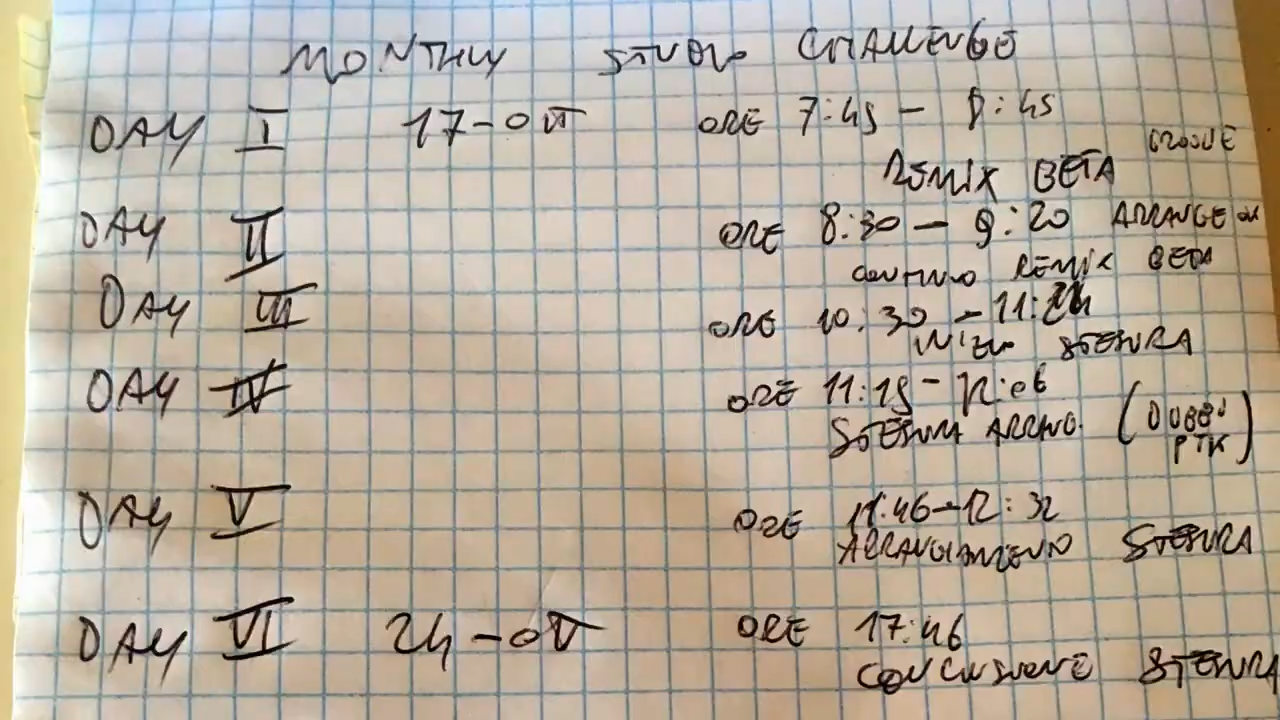 MONTHLY STUDIO CHALLENGE
DAY I 17-OTT ORE 7:45 - 8:45
GROOVE
REMIX BETA
DAY II ORE 8:30 - 9:20 ARRANGE
CONTINUO REMIX BETA
DAY III ORE 10:30 - 11:
INIZIO STESURA
DAY IV ORE 11:15 - 12:06
STESURA ARRANG. (DUBBI
PTK)
DAY V ORE 11:46 - 12:32
ARRANGIAMENTO STESURA
DAY VI 24-OTT ORE 17:46
CONCLUSIONE STESURA